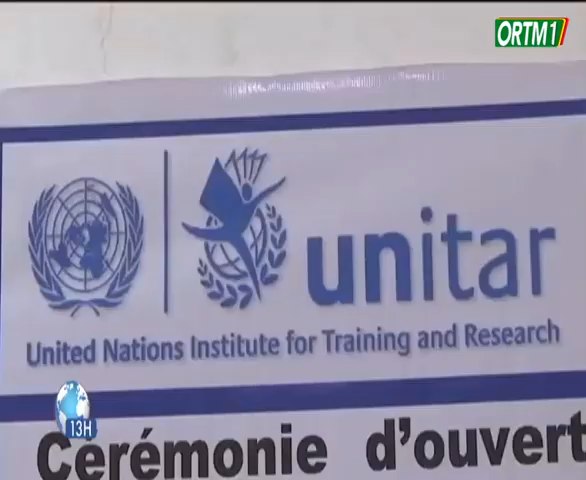 ORTM1
unitar
United Nations Institute for Training and Research
13H
Cérémonie d'ouvert